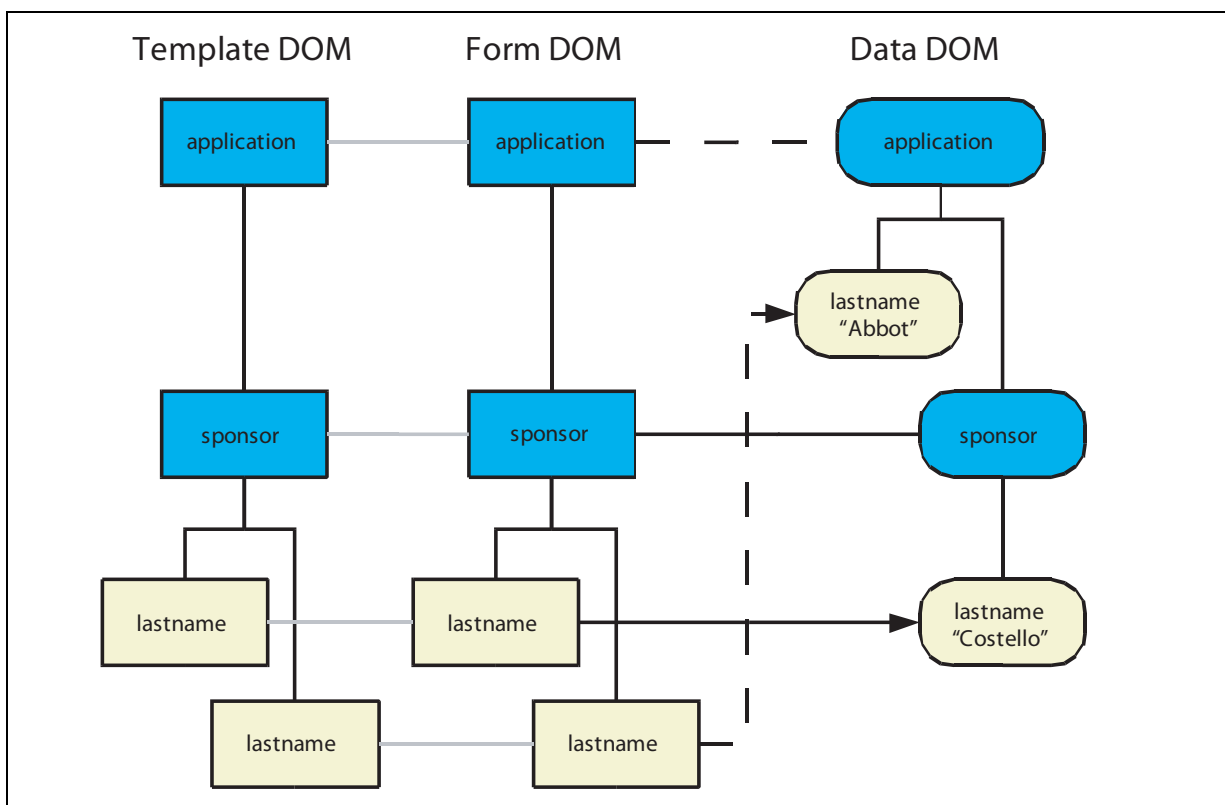 Template DOM
Form DOM
Data DOM
application
application
application
lastname
“Abbot”
sponsor
sponsor
sponsor
lastname
lastname
lastname
“Costello”
lastname
lastname